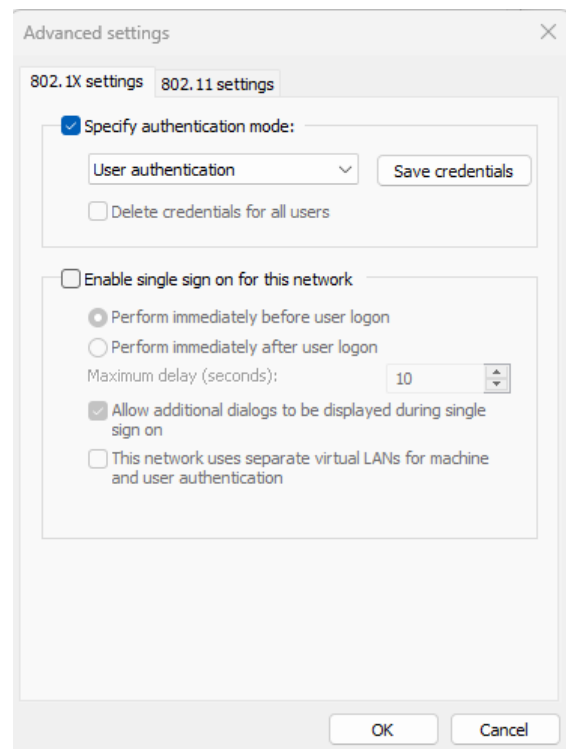 Advanced settings
802.1X settings
802.11 settings
Specify authentication mode:
User authentication
Save credentials
Delete credentials for all users
Enable single sign on for this network
Perform immediately before user logon
Perform immediately after user logon
Maximum delay (seconds):
10
Allow additional dialogs to be displayed during single
sign on
This network uses separate virtual LANs for machine
and user authentication
OK
Cancel